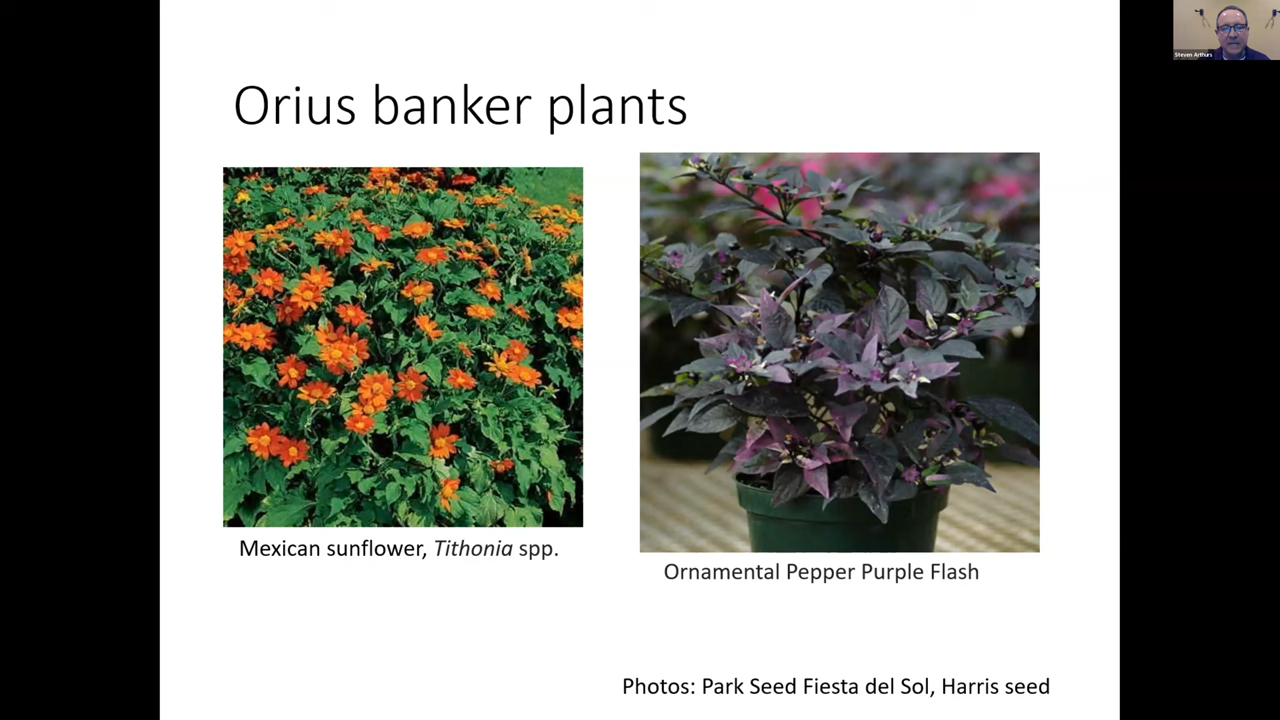 Orius banker plants
Steven Arthurs
Mexican sunflower, Tithonia spp.
Ornamental Pepper Purple Flash
Photos: Park Seed Fiesta del Sol, Harris seed